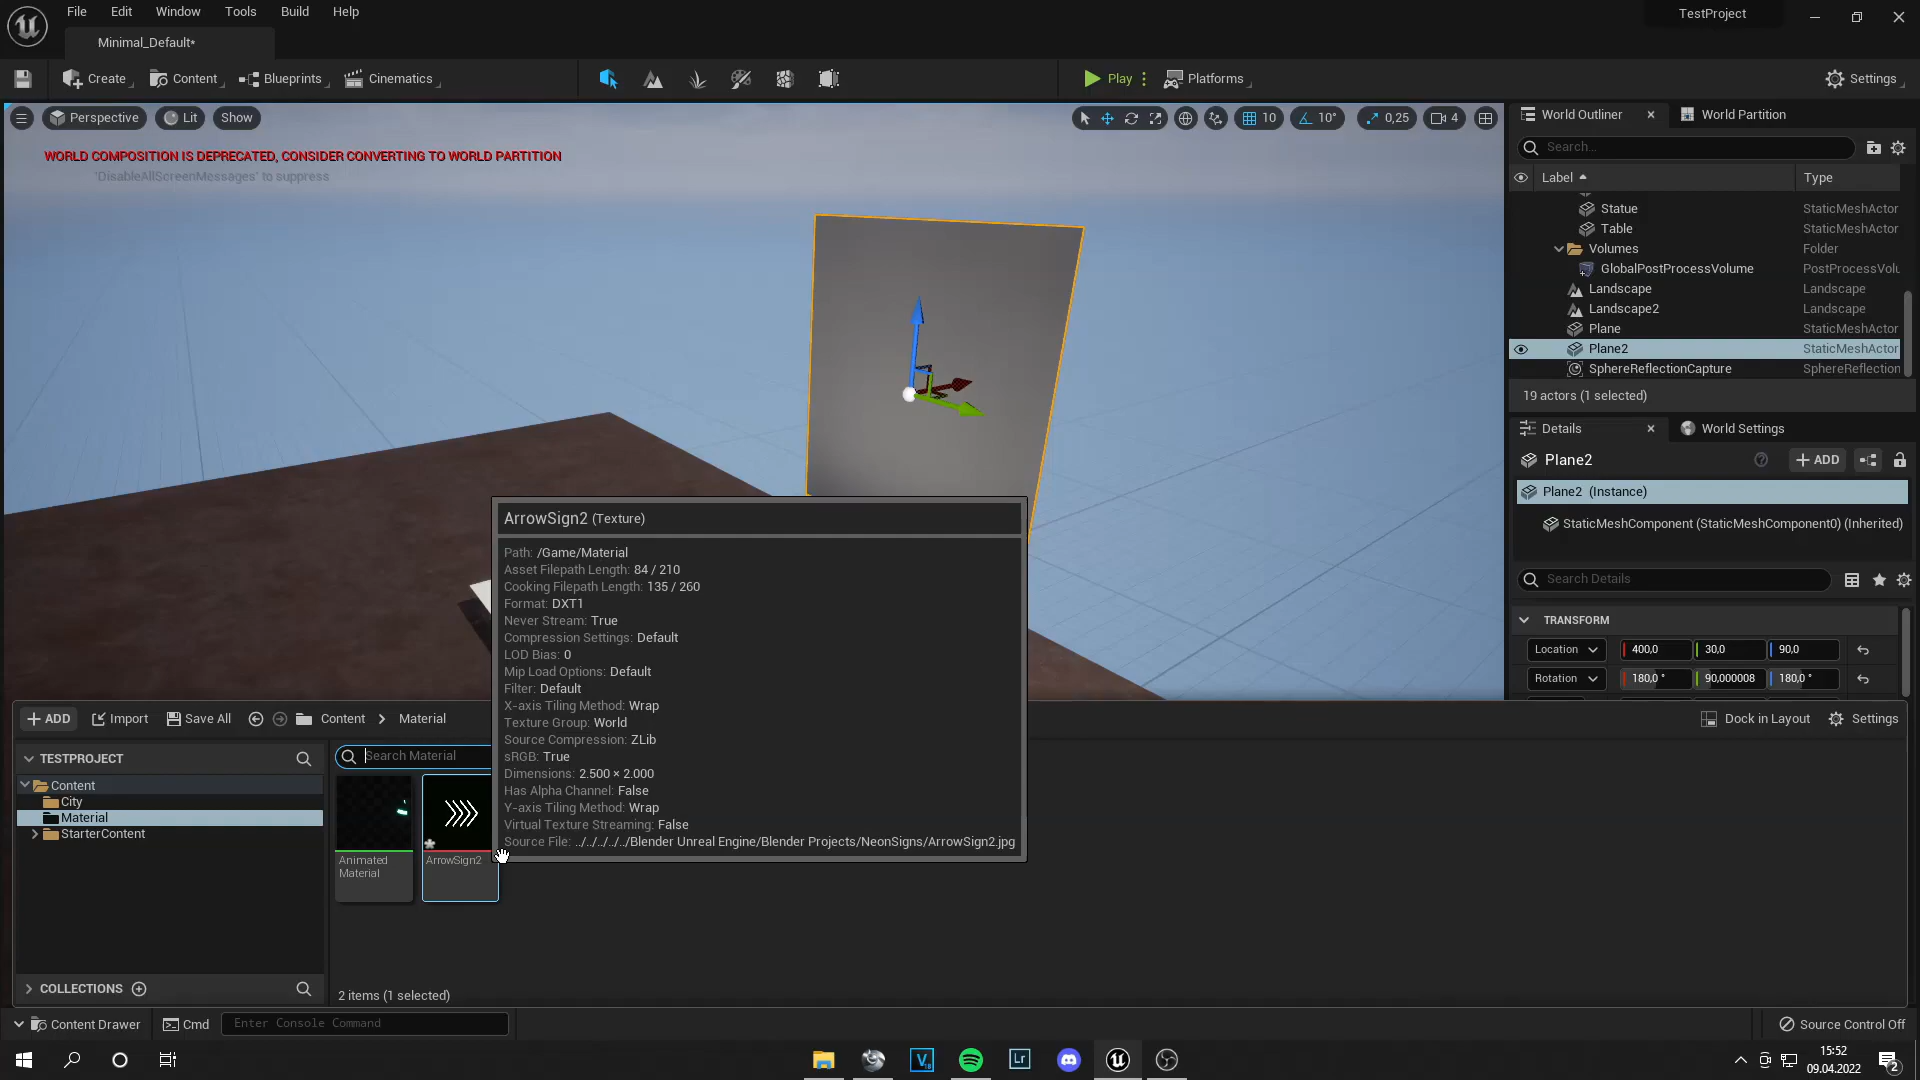 File Edit Window Tools Build Help
TestProject
Minimal_Default*
Create Content Blueprints Cinematics Play Platforms Settings
Perspective Lit Show 10 10° 0,25 4
WORLD COMPOSITION IS DEPRECATED, CONSIDER CONVERTING TO WORLD PARTITION
'DisableAllScreenMessages' to suppress
World Outliner World Partition
Search...
Label Type
Statue StaticMeshActor
Table StaticMeshActor
Volumes Folder
GlobalPostProcessVolume PostProcessVolu
Landscape Landscape
Landscape2 Landscape
Plane StaticMeshActor
Plane2 StaticMeshActor
SphereReflectionCapture SphereReflection
19 actors (1 selected)
Details World Settings
Plane2 ADD
Plane2 (Instance)
StaticMeshComponent (StaticMeshComponent0) (Inherited)
Search Details
TRANSFORM
Location 400,0 30,0 90,0
Rotation 180,0 ° 90,000008 180,0 °
ArrowSign2 (Texture)
Path: /Game/Material
Asset Filepath Length: 84 / 210
Cooking Filepath Length: 135 / 260
Format: DXT1
Never Stream: True
Compression Settings: Default
LOD Bias: 0
Mip Load Options: Default
Filter: Default
X-axis Tiling Method: Wrap
Texture Group: World
Source Compression: ZLib
sRGB: True
Dimensions: 2.500 × 2.000
Has Alpha Channel: False
Y-axis Tiling Method: Wrap
Virtual Texture Streaming: False
Source File: ../../../../../Blender Unreal Engine/Blender Projects/NeonSigns/ArrowSign2.jpg
ADD Import Save All Content Material Dock in Layout Settings
TESTPROJECT
Content
City
Material
StarterContent
COLLECTIONS
Search Material
Animated
Material
ArrowSign2
2 items (1 selected)
Content Drawer Cmd Enter Console Command Source Control Off
Lr
15:52
09.04.2022
2